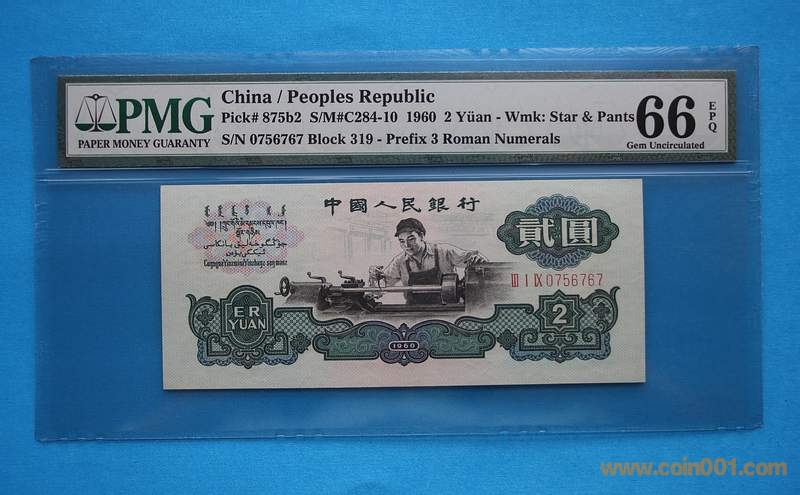 PMG
PAPER MONEY GUARANTY
China / Peoples Republic
Pick# 875b2 S/M#C284-10 1960 2 Yüan - Wmk: Star & Pants
S/N 0756767 Block 319 - Prefix 3 Roman Numerals
66 EPQ
Gem Uncirculated
中國人民銀行
貳圓
III I IX 0756767
ER
YUAN
2
1960
www.coin001.com